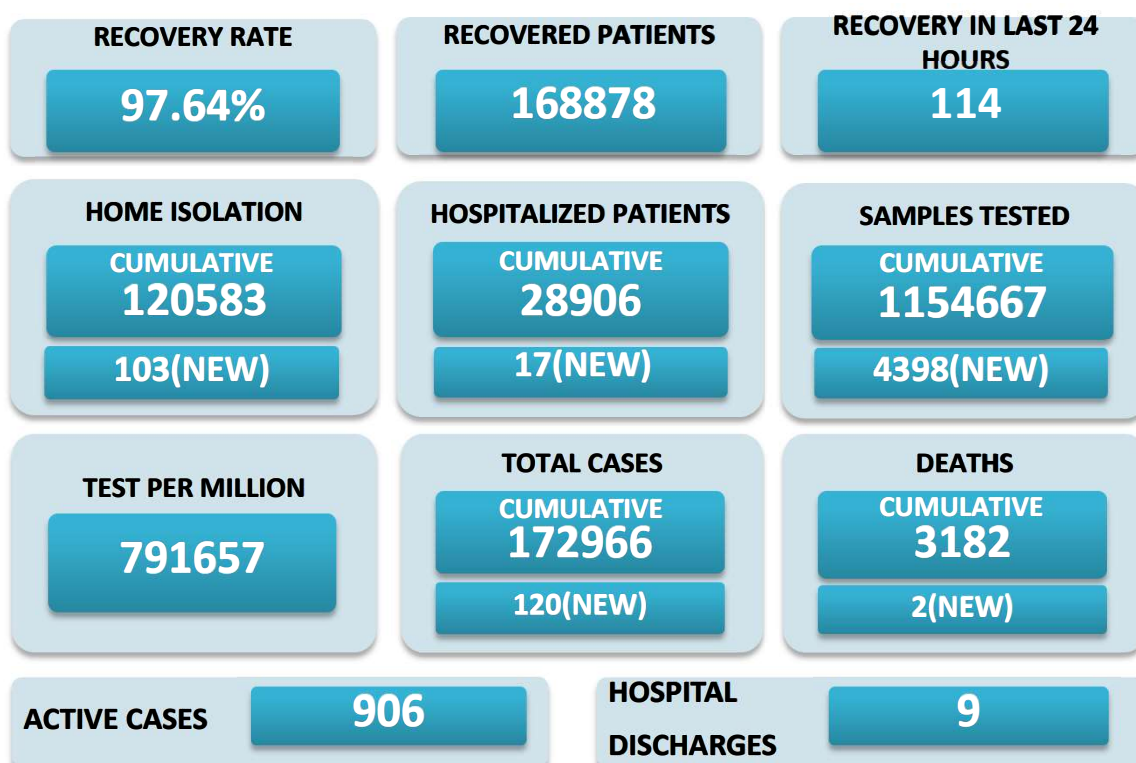 RECOVERY RATE
97.64%
RECOVERED PATIENTS
168878
RECOVERY IN LAST 24
HOURS
114
HOME ISOLATION
CUMULATIVE
120583
103(NEW)
HOSPITALIZED PATIENTS
CUMULATIVE
28906
17(NEW)
SAMPLES TESTED
CUMULATIVE
1154667
4398(NEW)
TEST PER MILLION
791657
TOTAL CASES
CUMULATIVE
172966
120(NEW)
DEATHS
CUMULATIVE
3182
2(NEW)
ACTIVE CASES
906
HOSPITAL
DISCHARGES
9